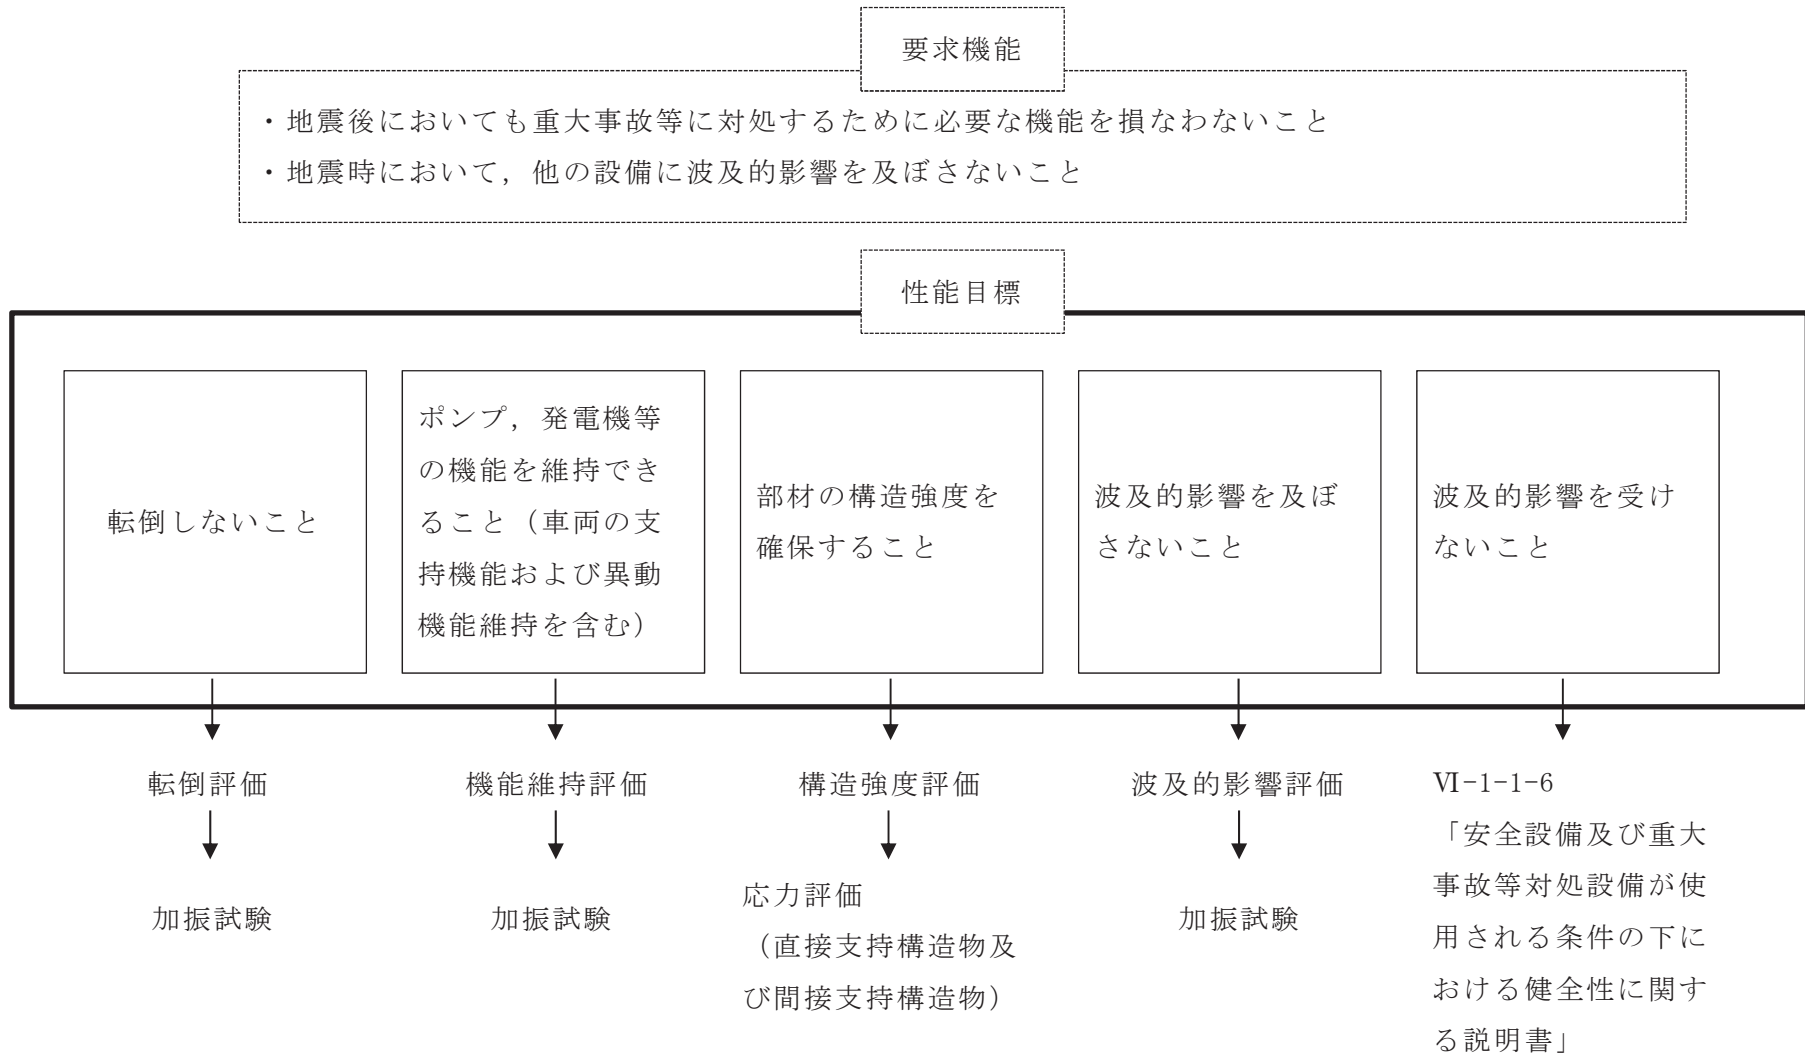 要求機能
・地震後においても重大事故等に対処するために必要な機能を損なわないこと
・地震時において，他の設備に波及的影響を及ぼさないこと
性能目標
転倒しないこと
ポンプ，発電機等
の機能を維持でき
ること（車両の支
持機能および異動
機能維持を含む）
部材の構造強度を
確保すること
波及的影響を及ぼ
さないこと
波及的影響を受け
ないこと
転倒評価
加振試験
機能維持評価
加振試験
構造強度評価
応力評価
（直接支持構造物及
び間接支持構造物）
波及的影響評価
加振試験
Ⅵ-1-1-6
「安全設備及び重大
事故等対処設備が使
用される条件の下に
おける健全性に関す
る説明書」